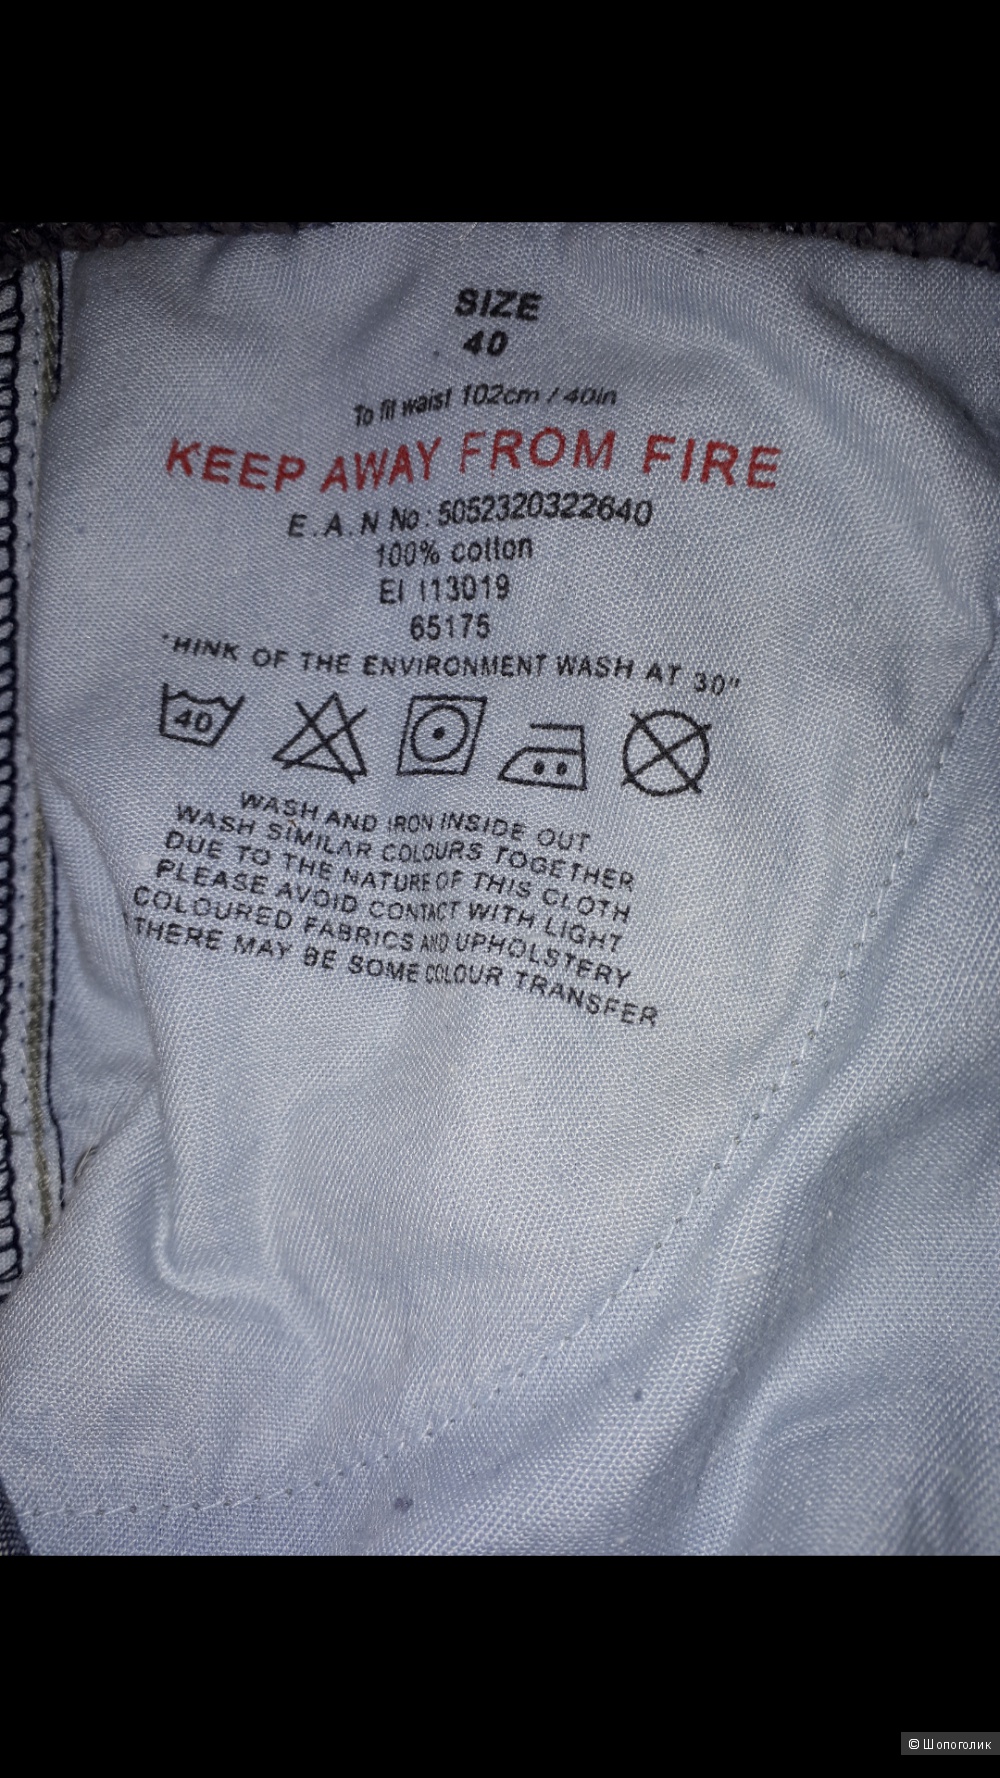 SIZE
40
To fit waist 102cm / 40in
KEEP AWAY FROM FIRE
E.A.N No: 5052320322640
100% cotton
EI I13019
65175
"HINK OF THE ENVIRONMENT WASH AT 30"
40
WASH AND IRON INSIDE OUT
WASH SIMILAR COLOURS TOGETHER
DUE TO THE NATURE OF THIS CLOTH
PLEASE AVOID CONTACT WITH LIGHT
COLOURED FABRICS AND UPHOLSTERY
THERE MAY BE SOME COLOUR TRANSFER
© Шопоголик